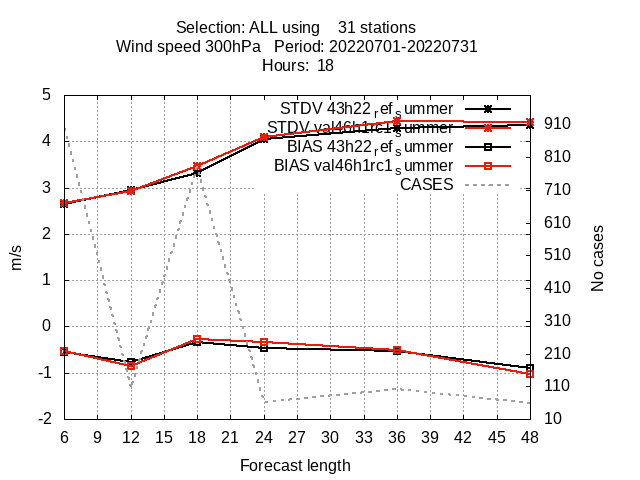 Selection: ALL using    31 stations
Wind speed 300hPa   Period: 20220701-20220731
Hours:  18
STDV 43h22_ref_summer
STDV val46h1rc1_summer
BIAS 43h22_ref_summer
BIAS val46h1rc1_summer
CASES
5
4
3
2
1
0
-1
-2
m/s
910
810
710
610
510
410
310
210
110
10
No cases
6 9 12 15 18 21 24 27 30 33 36 39 42 45 48
Forecast length